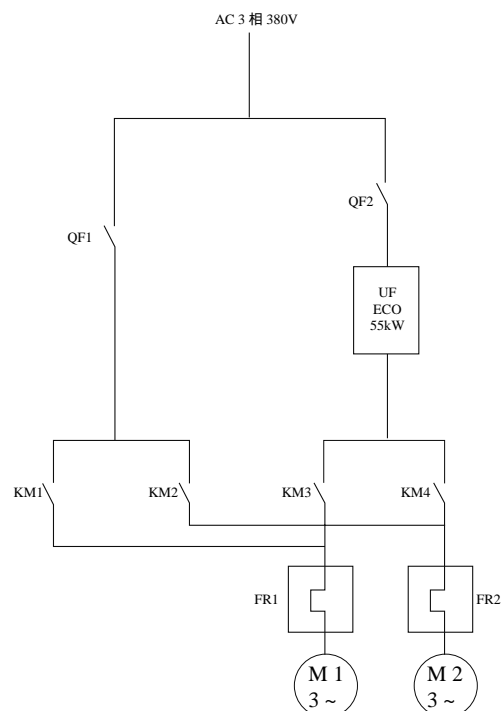 AC 3 相 380V
QF2
QF1
UF
ECO
55kW
KM1
KM2
KM3
KM4
FR1
FR2
M 1
3 ~
M 2
3 ~